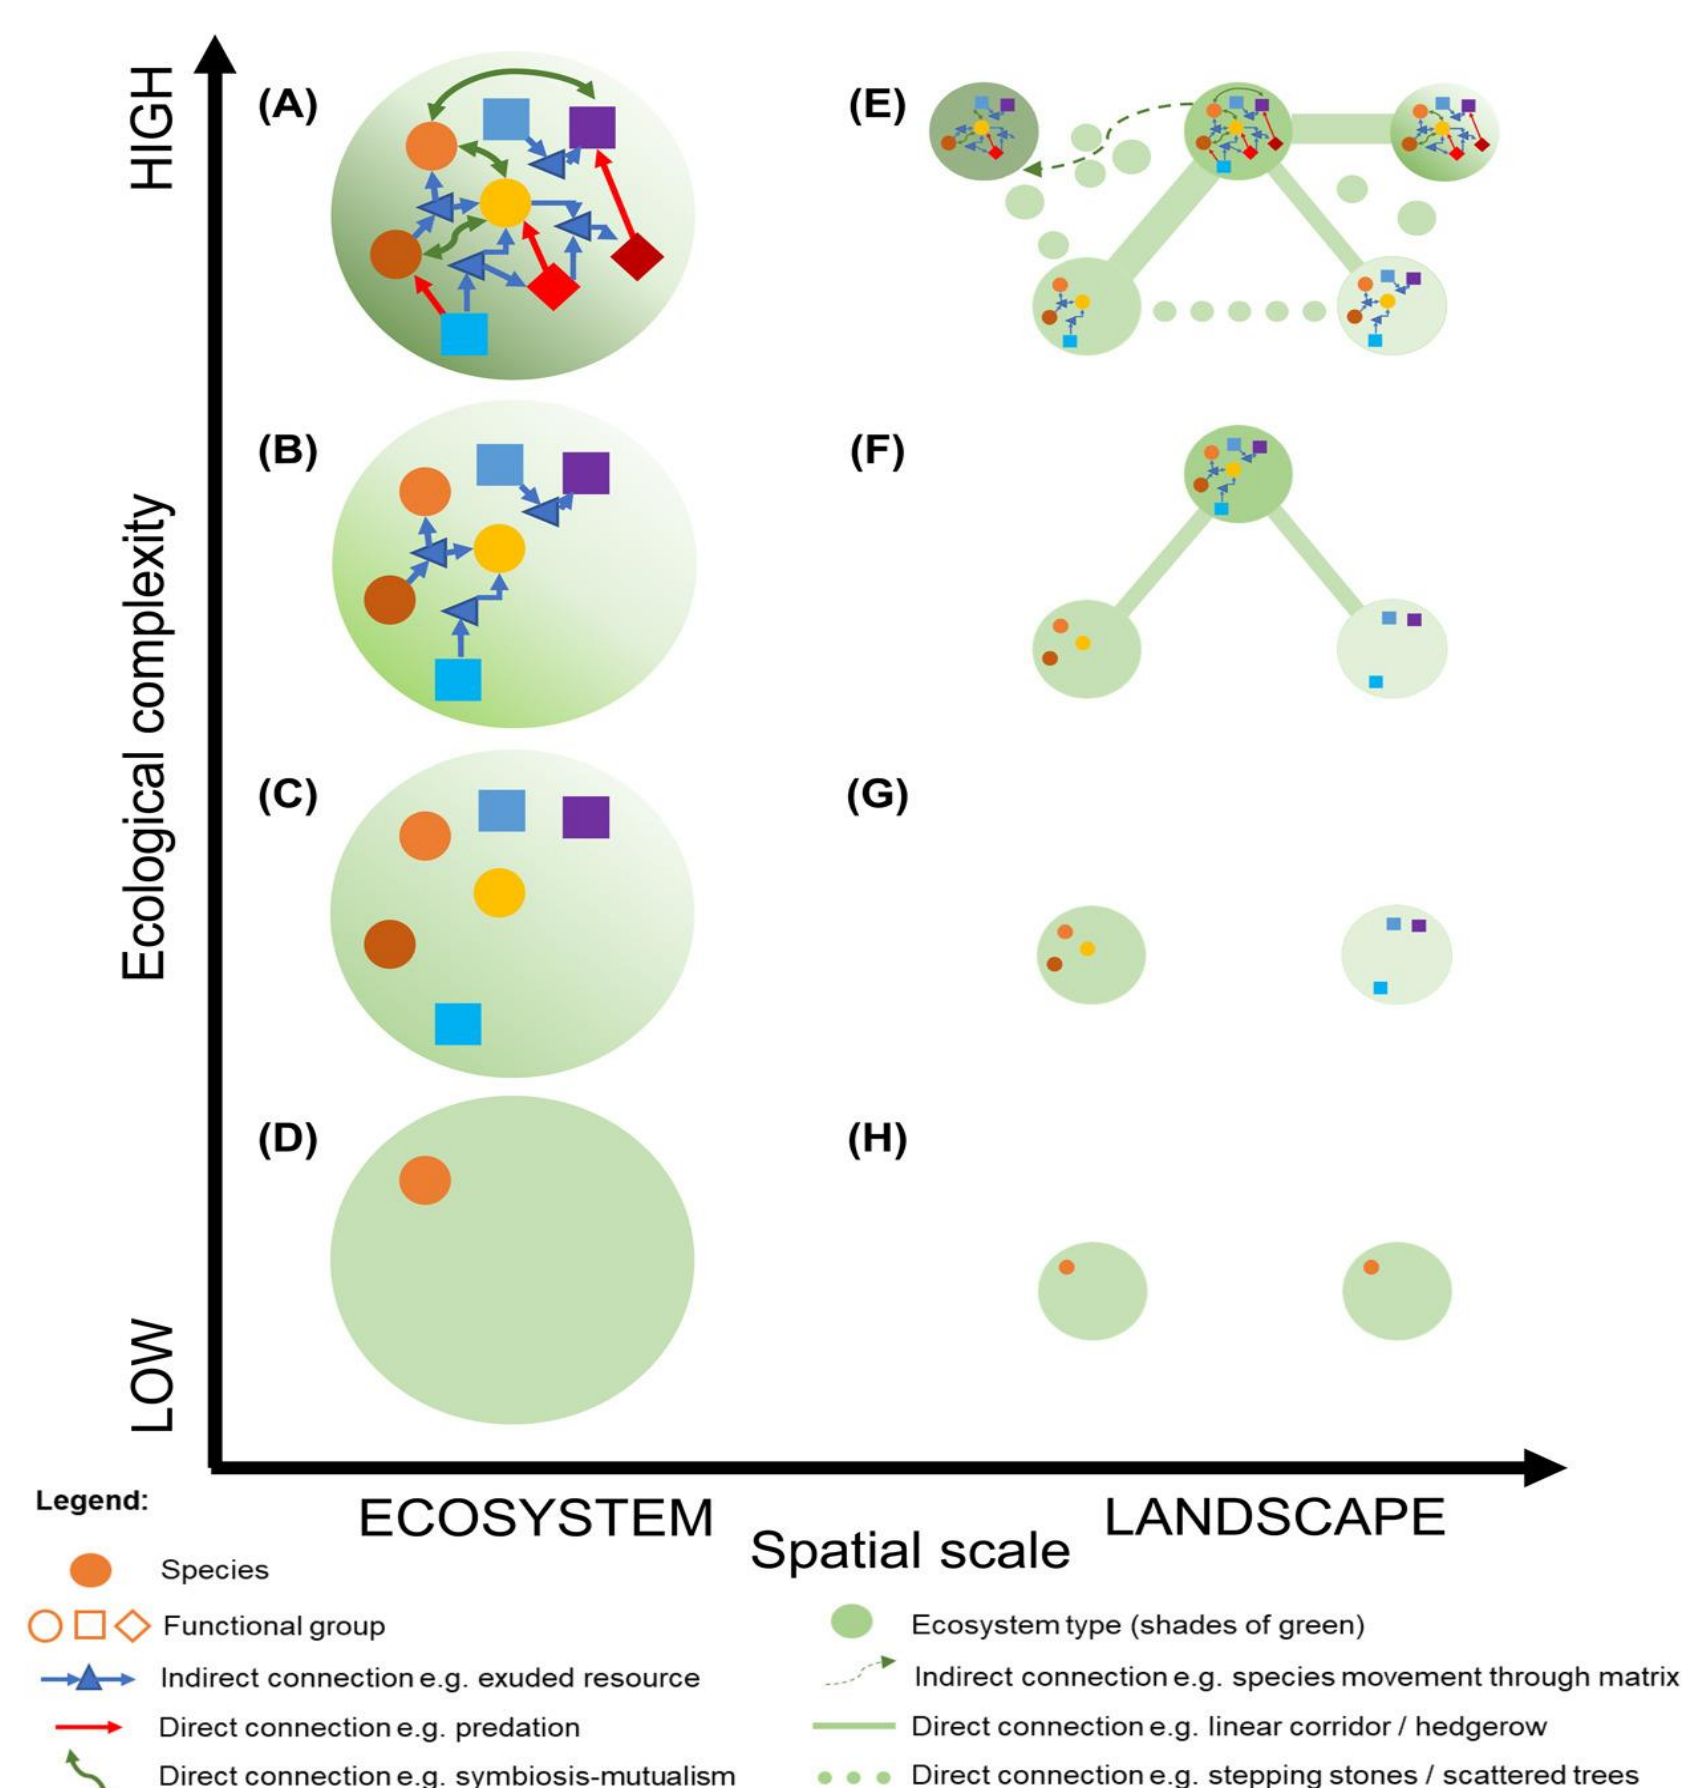 HIGH
(A)
(E)
(B)
(F)
Ecological complexity
(C)
(G)
(D)
(H)
LOW
ECOSYSTEM
LANDSCAPE
Spatial scale
Legend:
Species
Functional group
Indirect connection e.g. exuded resource
Direct connection e.g. predation
Direct connection e.g. symbiosis-mutualism
Ecosystem type (shades of green)
Indirect connection e.g. species movement through matrix
Direct connection e.g. linear corridor / hedgerow
Direct connection e.g. stepping stones / scattered trees